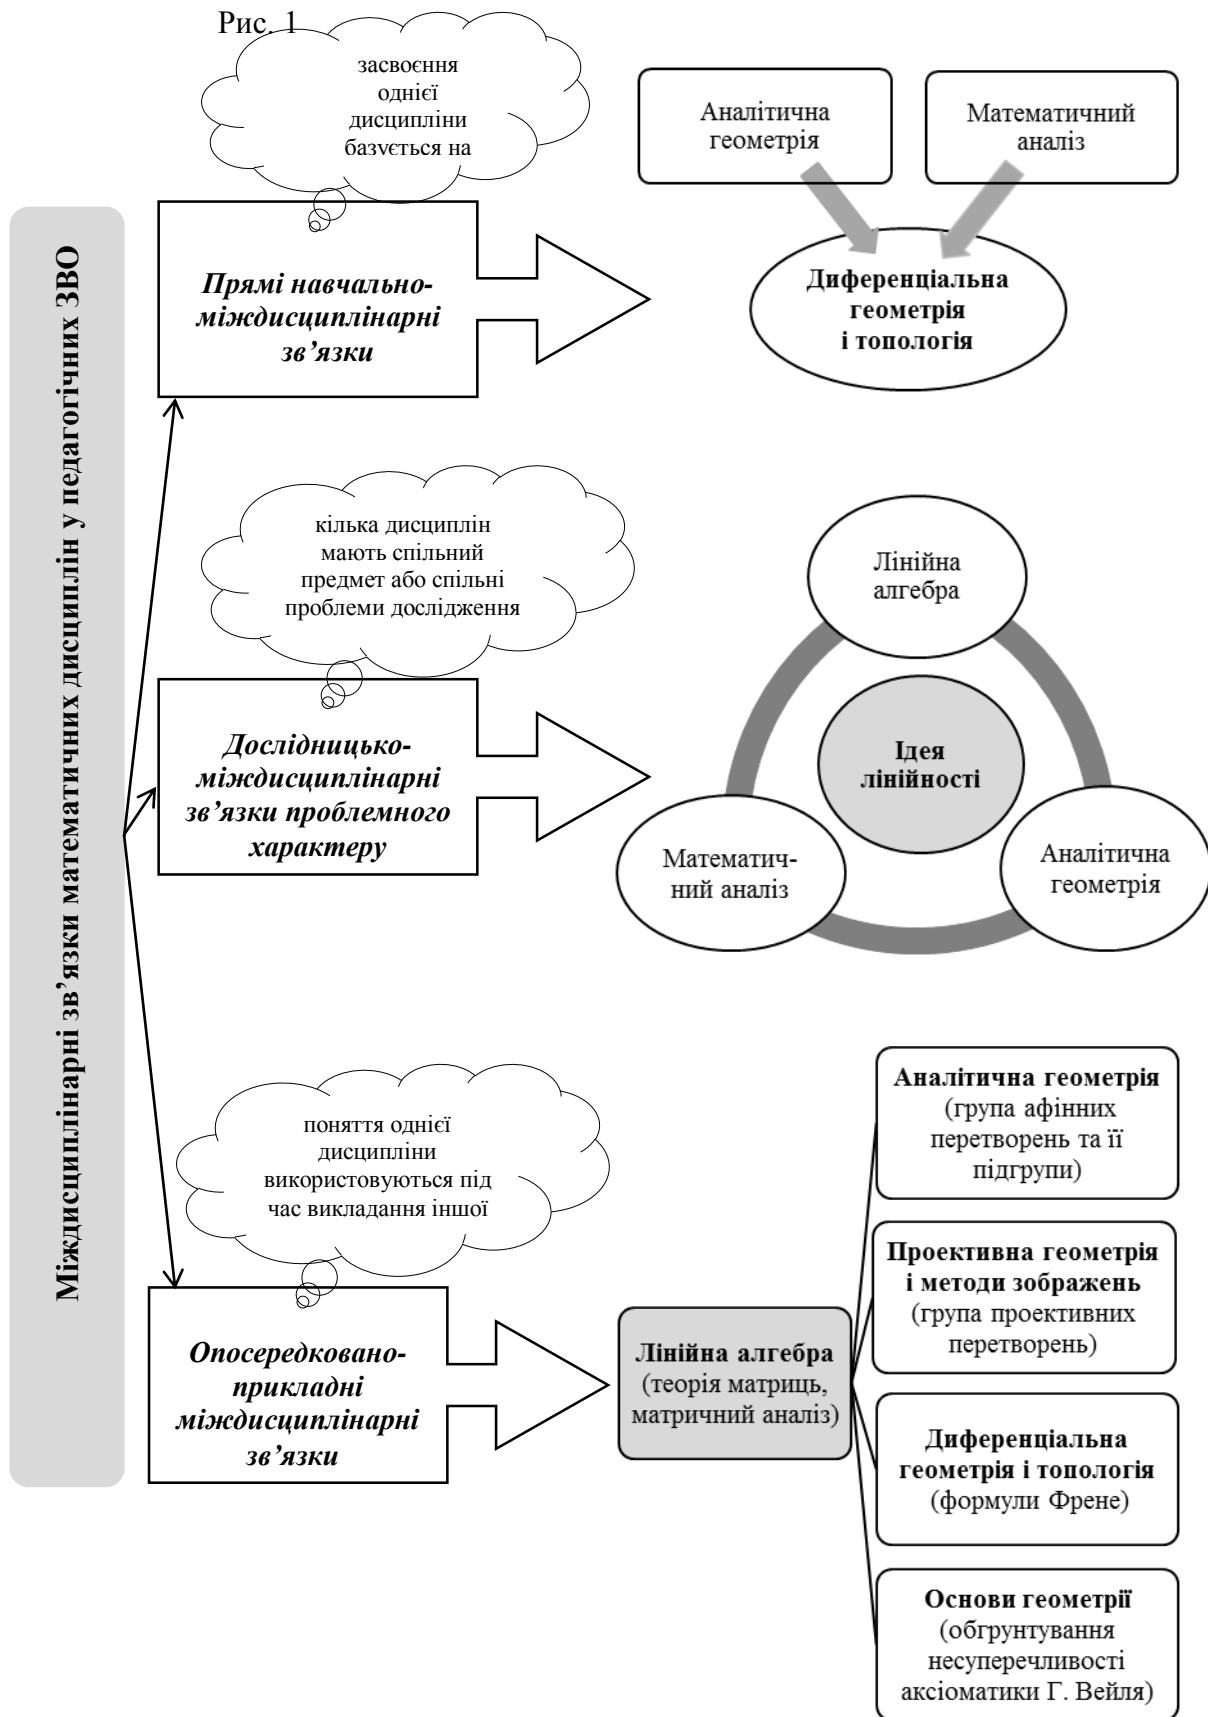 Рис. 1
засвоєння
однієї
дисципліни
базується на
Аналітична
геометрія
Математичний
аналіз
Міждисциплінарні зв’язки математичних дисциплін у педагогічних ЗВО
Прямі навчально-
міждисциплінарні
зв’язки
Диференціальна
геометрія
і топологія
кілька дисциплін
мають спільний
предмет або спільні
проблеми дослідження
Дослідницько-
міждисциплінарні
зв’язки проблемного
характеру
Лінійна
алгебра
Ідея
лінійності
Математич-
ний аналіз
Аналітична
геометрія
поняття однієї
дисципліни
використовуються під
час викладання іншої
Опосередковано-
прикладні
міждисциплінарні
зв’язки
Лінійна алгебра
(теорія матриць,
матричний аналіз)
Аналітична геометрія
(група афінних
перетворень та її
підгрупи)
Проективна геометрія
і методи зображень
(група проективних
перетворень)
Диференціальна
геометрія і топологія
(формули Френе)
Основи геометрії
(обгрунтування
несуперечливості
аксіоматики Г. Вейля)